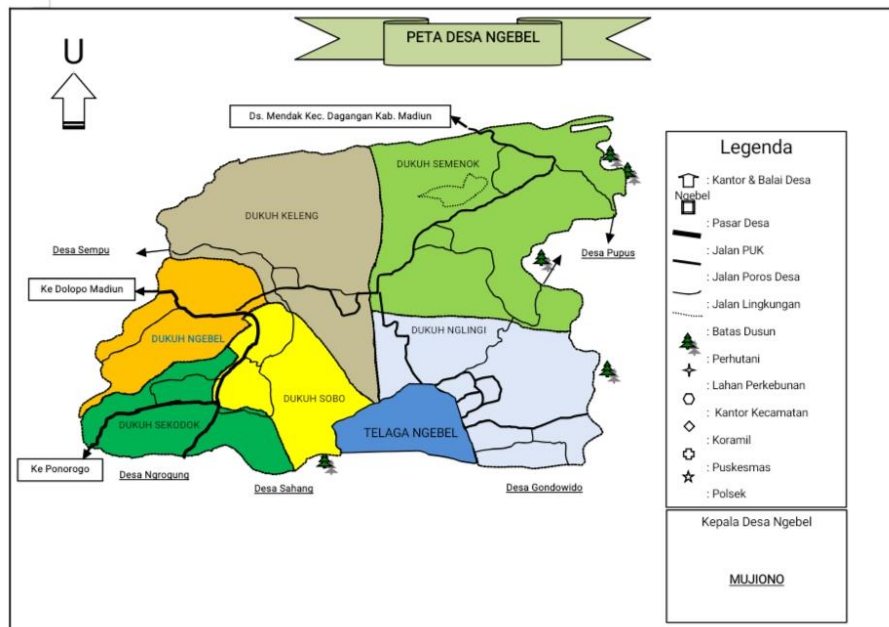 PETA DESA NGEBEL
U
Ds. Mendak Kec. Dagangan Kab. Madiun
DUKUH SEMENOK
DUKUH KELENG
Desa Sempu
Desa Pupus
Ke Dolopo Madiun
DUKUH NGEBEL
DUKUH NGLINGI
DUKUH SOBO
DUKUH SEKODOK
TELAGA NGEBEL
Ke Ponorogo
Desa Ngrogung
Desa Sahang
Desa Gondowido
Legenda
: Kantor & Balai Desa
Ngebel
: Pasar Desa
: Jalan PUK
: Jalan Poros Desa
: Jalan Lingkungan
: Batas Dusun
: Perhutani
: Lahan Perkebunan
: Kantor Kecamatan
: Koramil
: Puskesmas
: Polsek
Kepala Desa Ngebel
MUJIONO